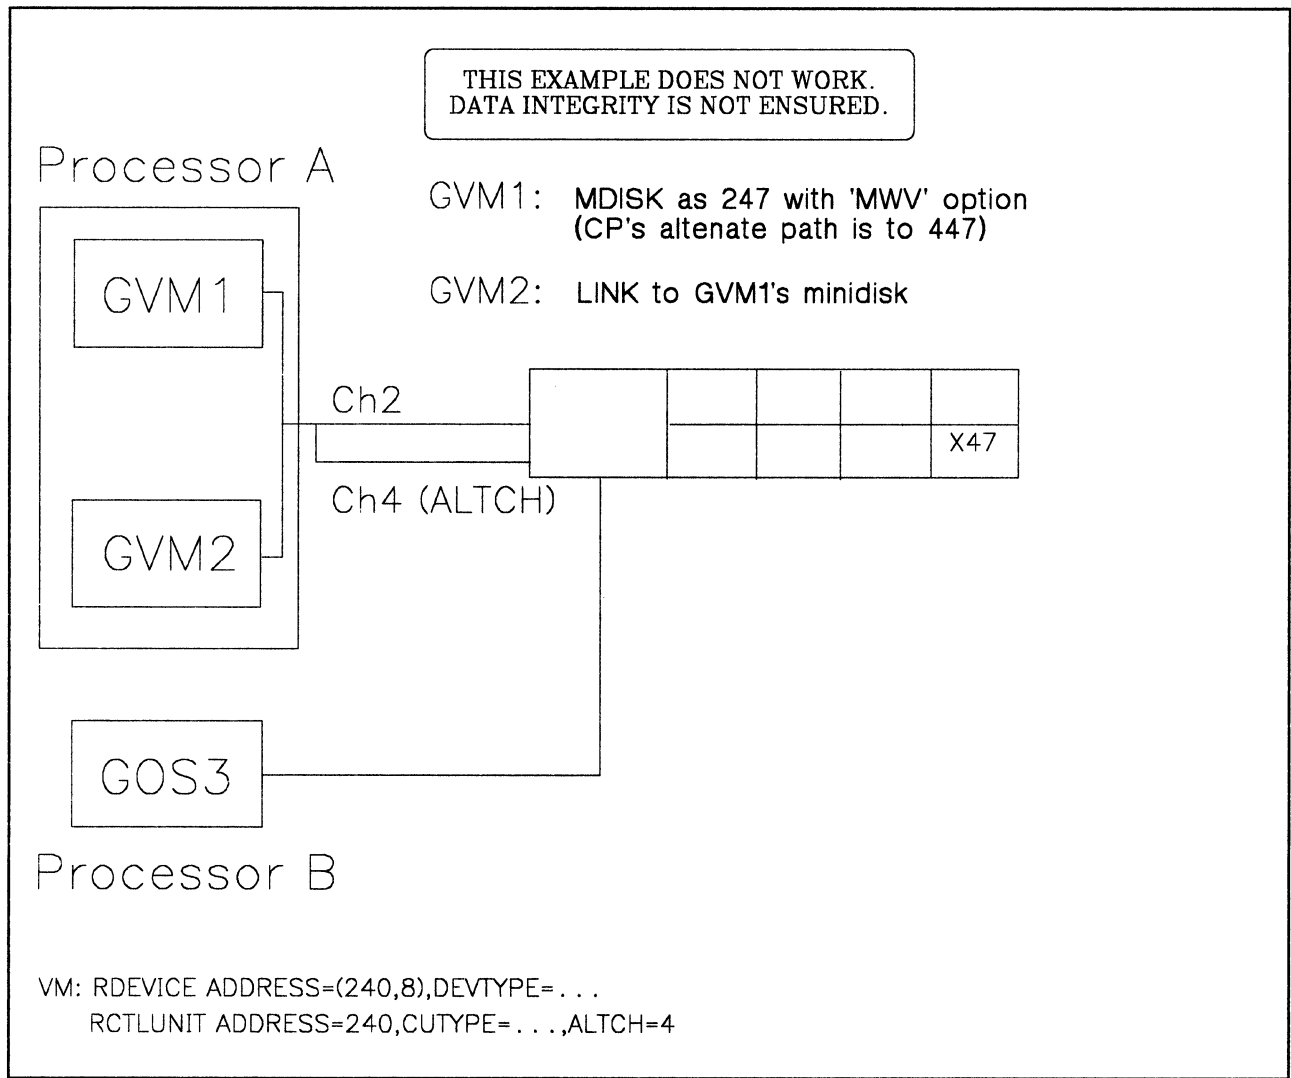 THIS EXAMPLE DOES NOT WORK.
DATA INTEGRITY IS NOT ENSURED.
Processor A
GVM1: MDISK as 247 with 'MWV' option
(CP's altenate path is to 447)
GVM1
GVM2: LINK to GVM1's minidisk
Ch2
X47
Ch4 (ALTCH)
GVM2
GOS3
Processor B
VM: RDEVICE ADDRESS=(240,8),DEVTYPE=...
RCTLUNIT ADDRESS=240,CUTYPE=...,ALTCH=4